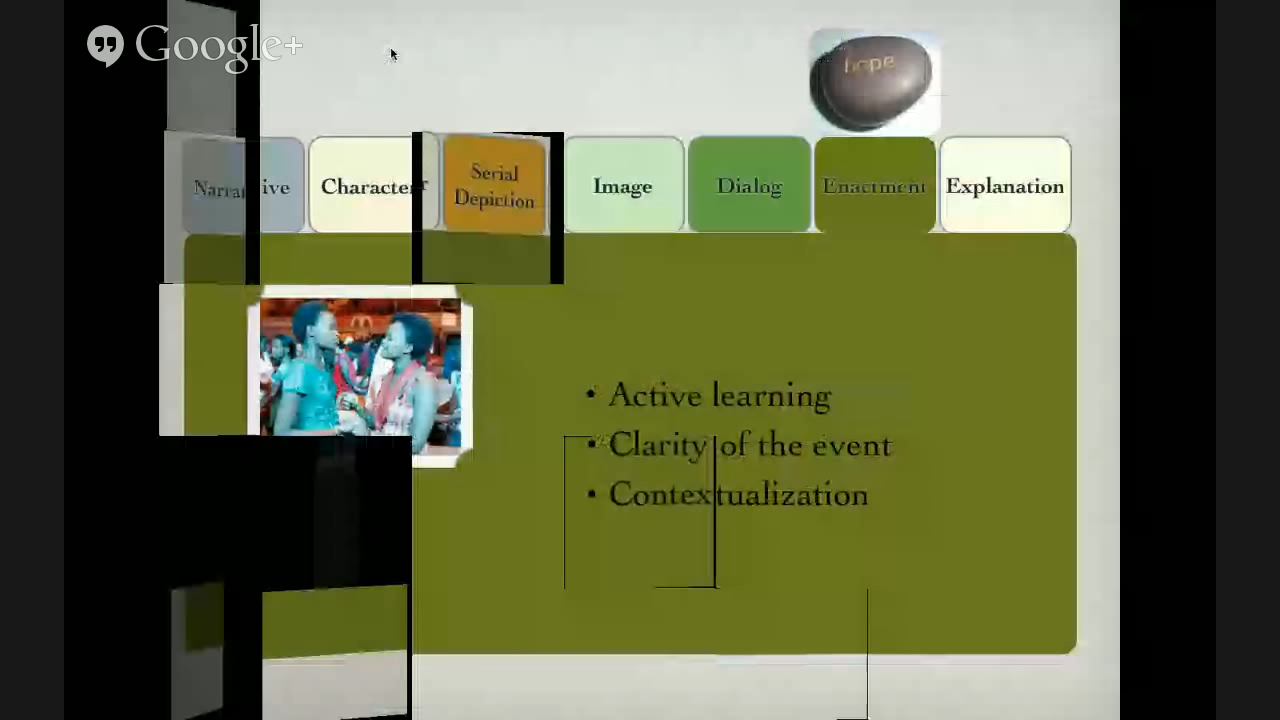 Google+
hope
Narrative
Character
Serial
Depiction
Image
Dialog
Enactment
Explanation
• Active learning
• Clarity of the event
• Contextualization